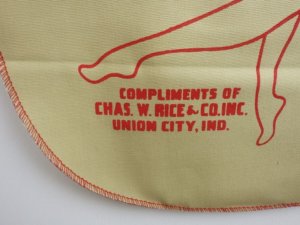 COMPLIMENTS OF
CHAS. W. RICE & CO. INC.
UNION CITY, IND.